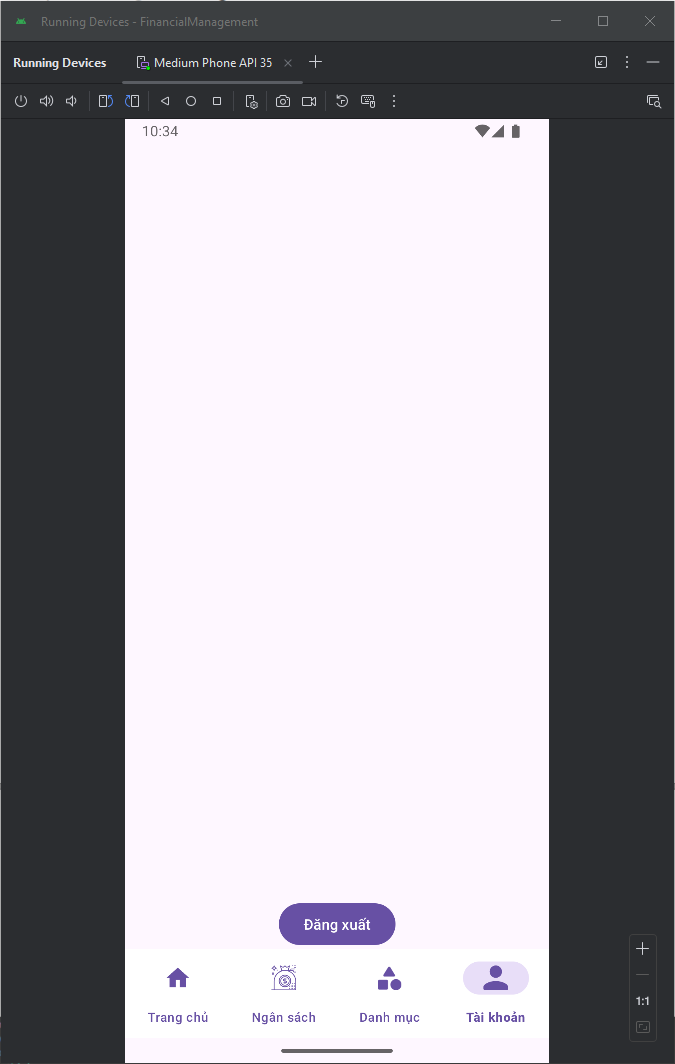 Running Devices - FinancialManagement
Running Devices
Medium Phone API 35
10:34
Đăng xuất
Trang chủ
Ngân sách
Danh mục
Tài khoản
1:1